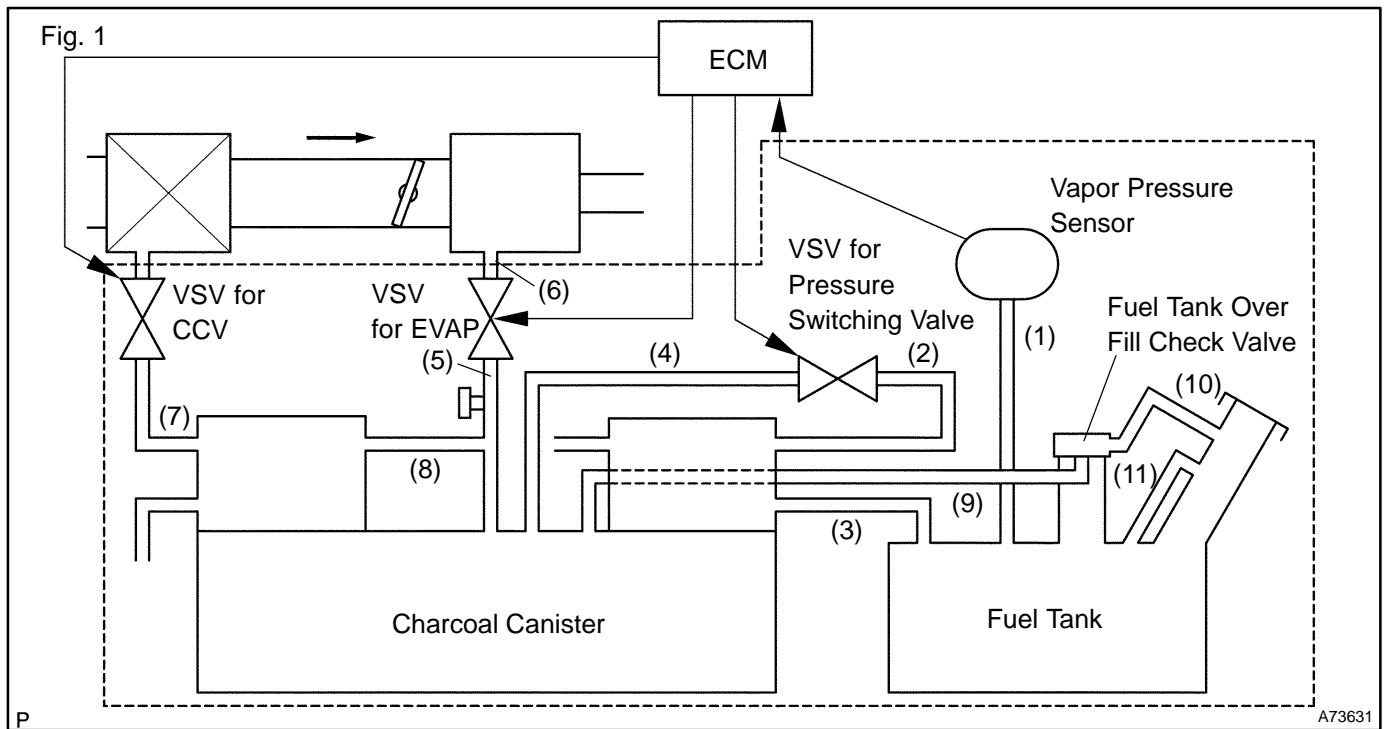 Fig. 1
ECM
Vapor Pressure
Sensor
VSV for
Pressure
Switching Valve
(6)
VSV for
CCV
VSV
for EVAP
Fuel Tank Over
Fill Check Valve
(1)
(2)
(4)
(5)
(10)
(7)
(8)
(11)
(9)
(3)
Charcoal Canister
Fuel Tank
P
A73631